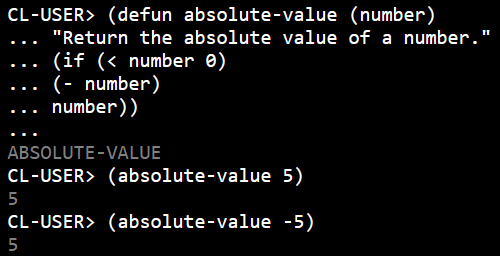 CL-USER> (defun absolute-value (number)
... "Return the absolute value of a number."
... (if (< number 0)
... (- number)
... number))
...
ABSOLUTE-VALUE
CL-USER> (absolute-value 5)
5
CL-USER> (absolute-value -5)
5